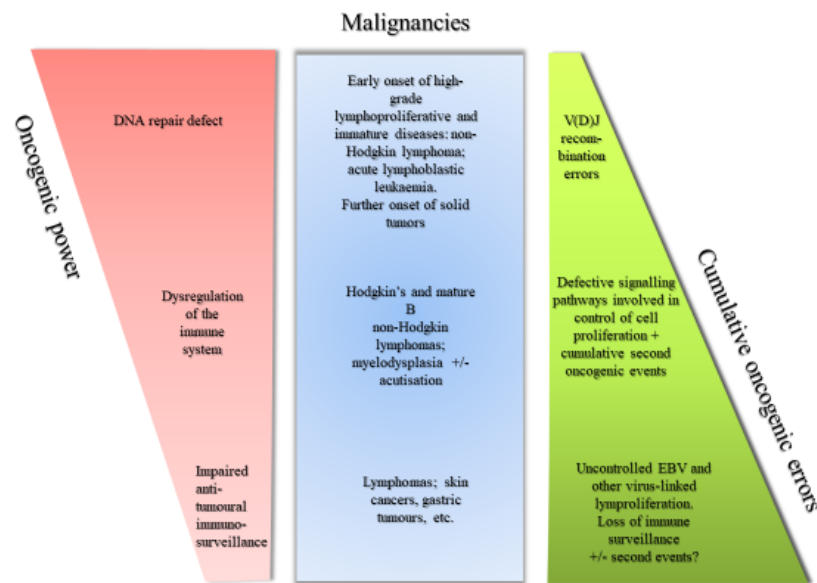 Malignancies
Oncogenic power
DNA repair defect
Dysregulation
of the
immune
system
Impaired
anti-
tumoural
immuno-
surveillance
Early onset of high-
grade
lymphoproliferative and
immature diseases: non-
Hodgkin lymphoma;
acute lymphoblastic
leukaemia.
Further onset of solid
tumors
Hodgkin's and mature
B
non-Hodgkin
lymphomas;
myelodysplasia +/-
acutisation
Lymphomas; skin
cancers, gastric
tumours, etc.
V(D)J
recom-
bination
errors
Defective signalling
pathways involved in
control of cell
proliferation +
cumulative second
oncogenic events
Uncontrolled EBV and
other virus-linked
lymproliferation.
Loss of immune
surveillance
+/- second events?
Cumulative oncogenic errors